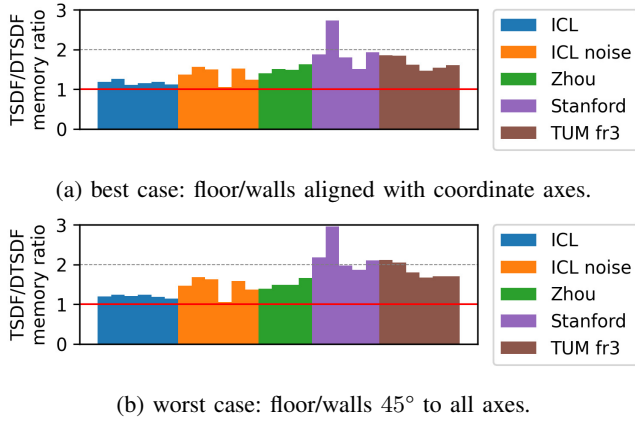 TSDF/DTSDF
memory ratio
3
2
1
0
ICL
ICL noise
Zhou
Stanford
TUM fr3
(a) best case: floor/walls aligned with coordinate axes.
TSDF/DTSDF
memory ratio
3
2
1
0
ICL
ICL noise
Zhou
Stanford
TUM fr3
(b) worst case: floor/walls 45° to all axes.